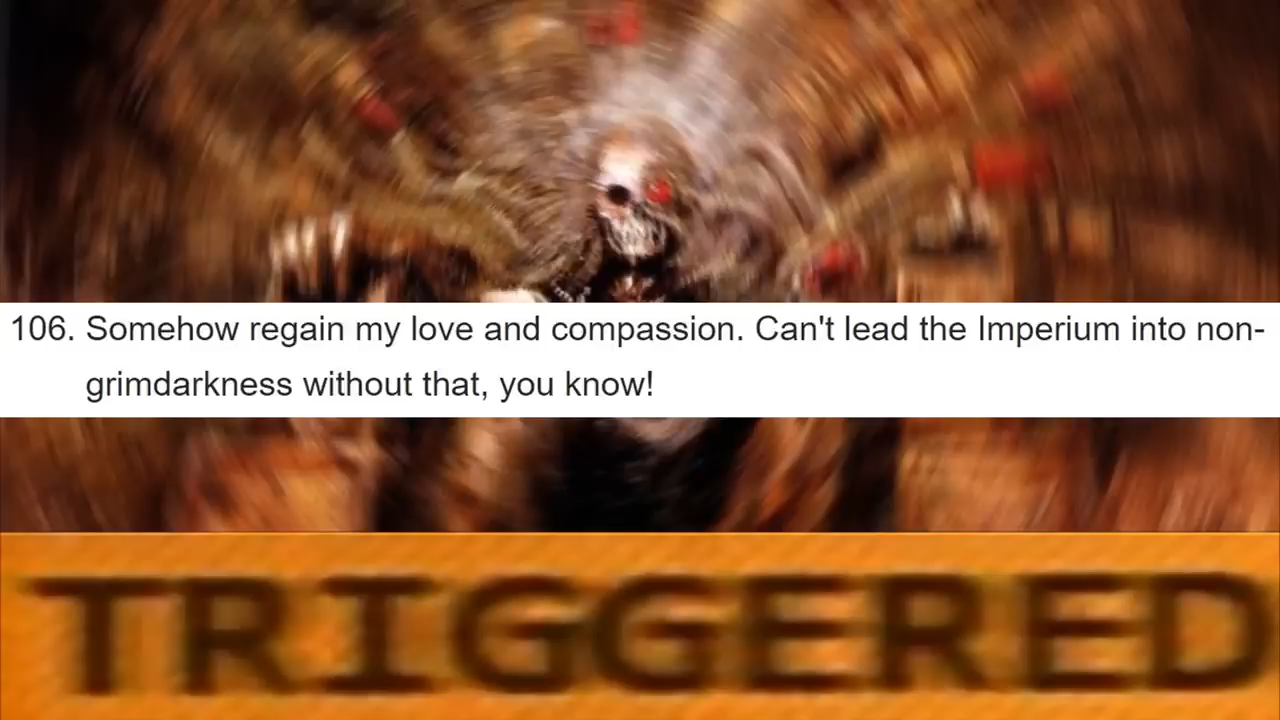 106. Somehow regain my love and compassion. Can't lead the Imperium into non-
grimdarkness without that, you know!
TRIGGERED